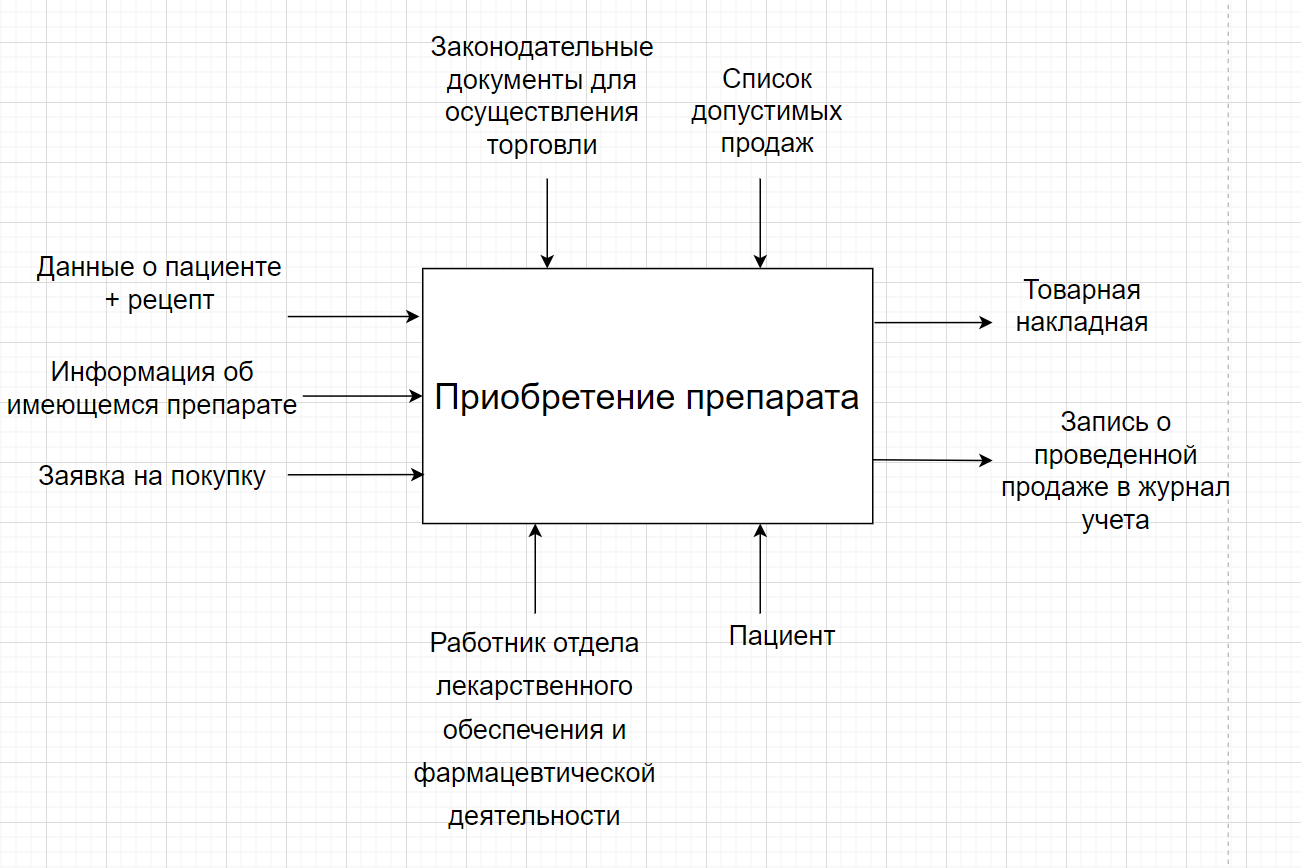 Законодательные
документы для
осуществления
торговли
Список
допустимых
продаж
Данные о пациенте
+ рецепт
Информация об
имеющемся препарате
Заявка на покупку
Приобретение препарата
Товарная
накладная
Запись о
проведенной
продаже в журнал
учета
Работник отдела
лекарственного
обеспечения и
фармацевтической
деятельности
Пациент